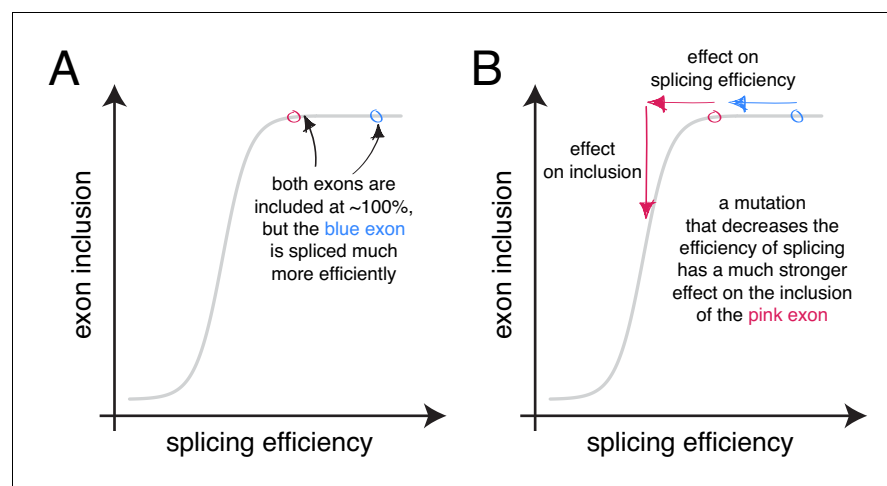 A
exon inclusion
both exons are
included at ~100%,
but the blue exon
is spliced much
more efficiently
splicing efficiency
B
exon inclusion
effect on
splicing efficiency
effect
on inclusion
a mutation
that decreases the
efficiency of splicing
has a much stronger
effect on the inclusion
of the pink exon
splicing efficiency